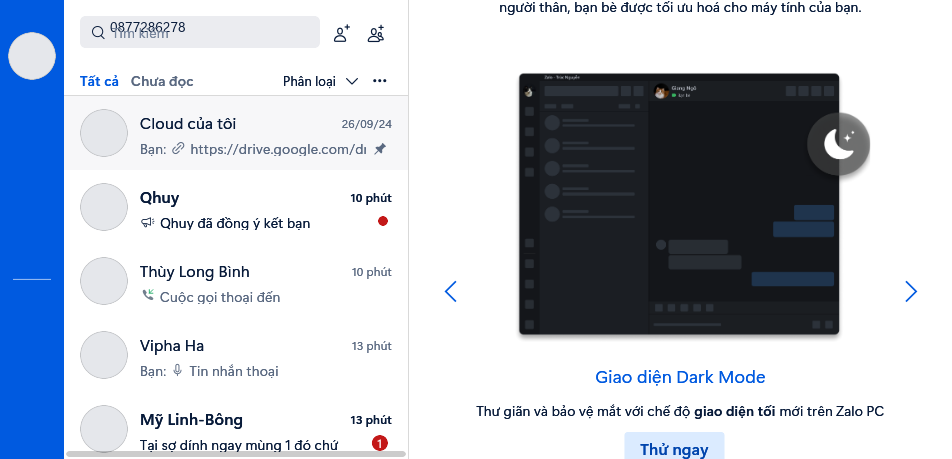 0877286278
Tìm kiếm
Tất cả Chưa đọc Phân loại
Cloud của tôi 26/09/24
Bạn: https://drive.google.com/dr
Qhuy 10 phút
Qhuy đã đồng ý kết bạn
Thùy Long Bình 10 phút
Cuộc gọi thoại đến
Vipha Ha 13 phút
Bạn: Tin nhắn thoại
Mỹ Linh-Bông 13 phút
Tại sợ dính ngay mùng 1 đó chứ 1
người thân, bạn bè được tối ưu hoá cho máy tính của bạn.
Giao diện Dark Mode
Thư giãn và bảo vệ mắt với chế độ giao diện tối mới trên Zalo PC
Thử ngay